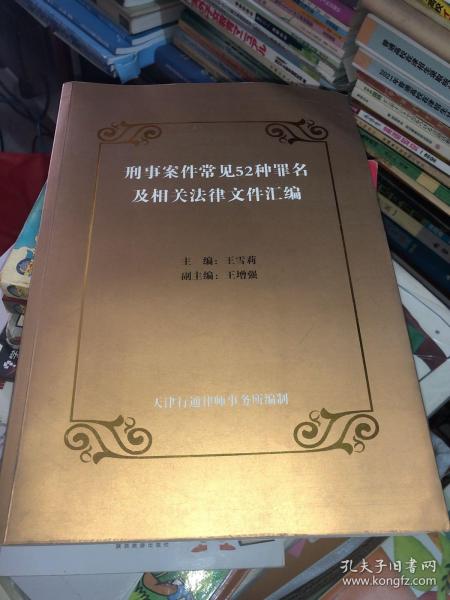 刑事案件常见52种罪名
及相关法律文件汇编
主 编：王雪莉
副主编：王增强
天津行通律师事务所编制
孔夫子旧书网
www.kongfz.com